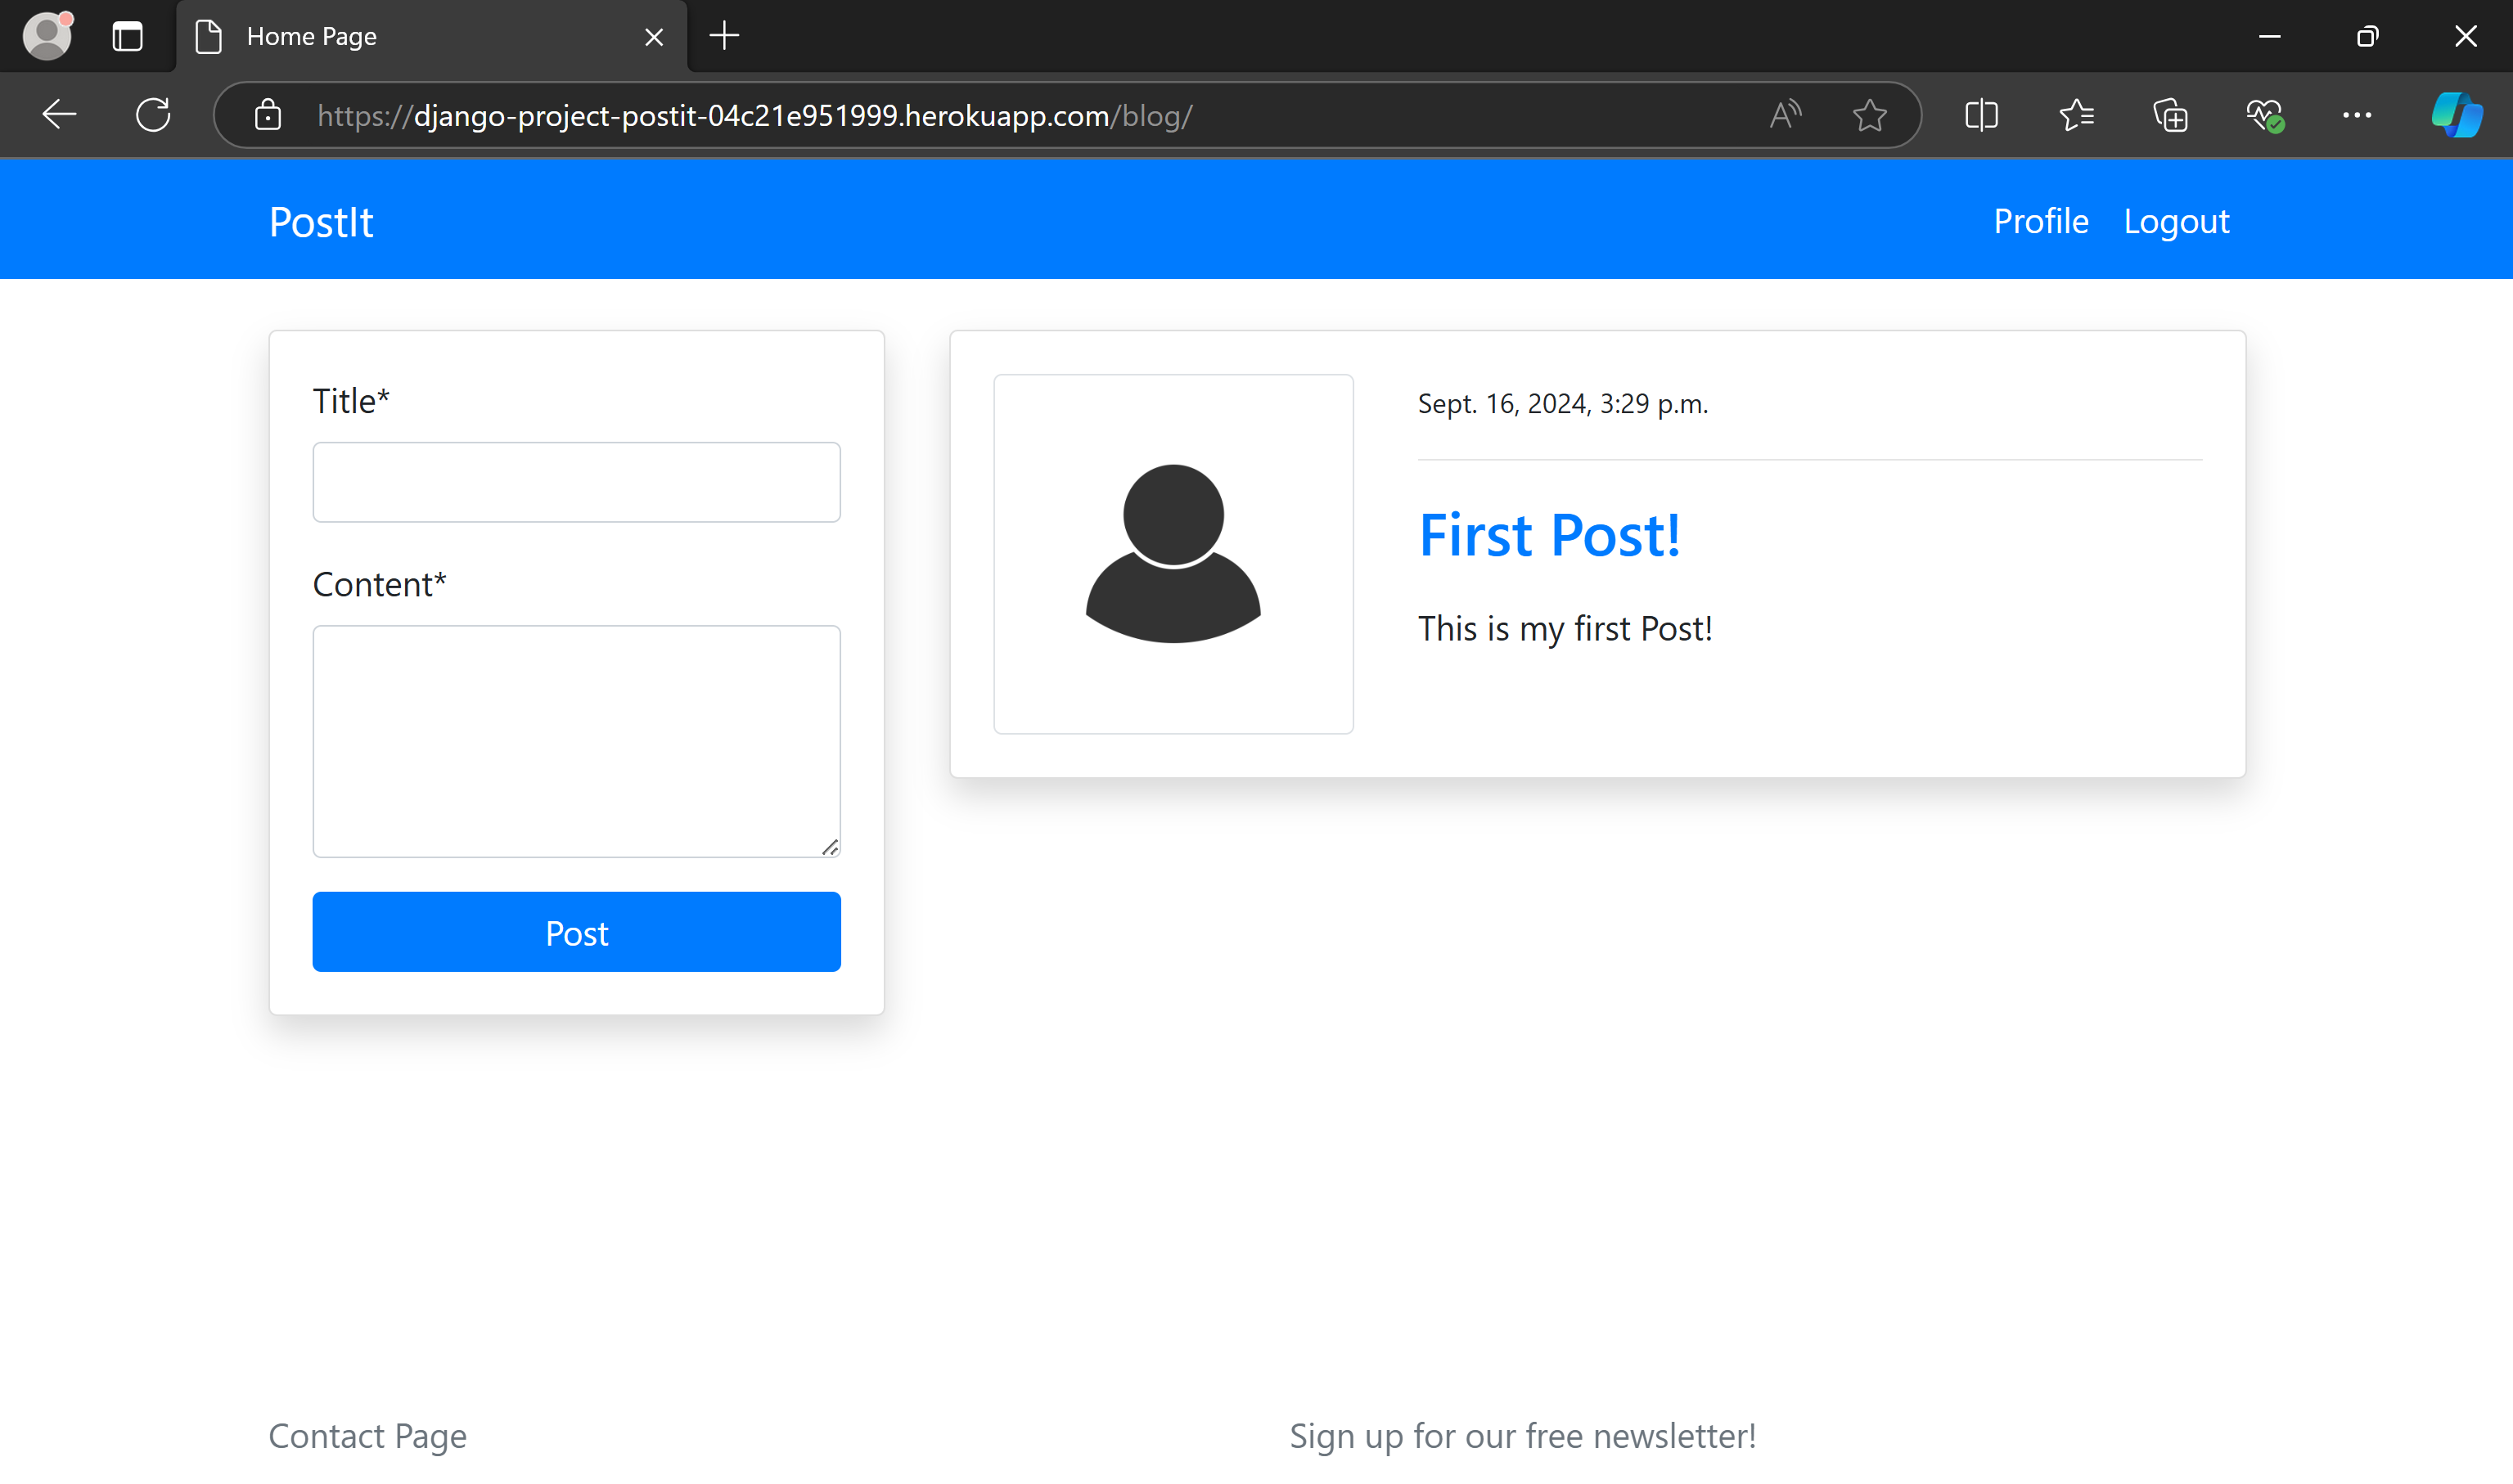 Home Page
https://django-project-postit-04c21e951999.herokuapp.com/blog/
PostIt
Profile
Logout
Title*
Content*
Post
Sept. 16, 2024, 3:29 p.m.
First Post!
This is my first Post!
Contact Page
Sign up for our free newsletter!